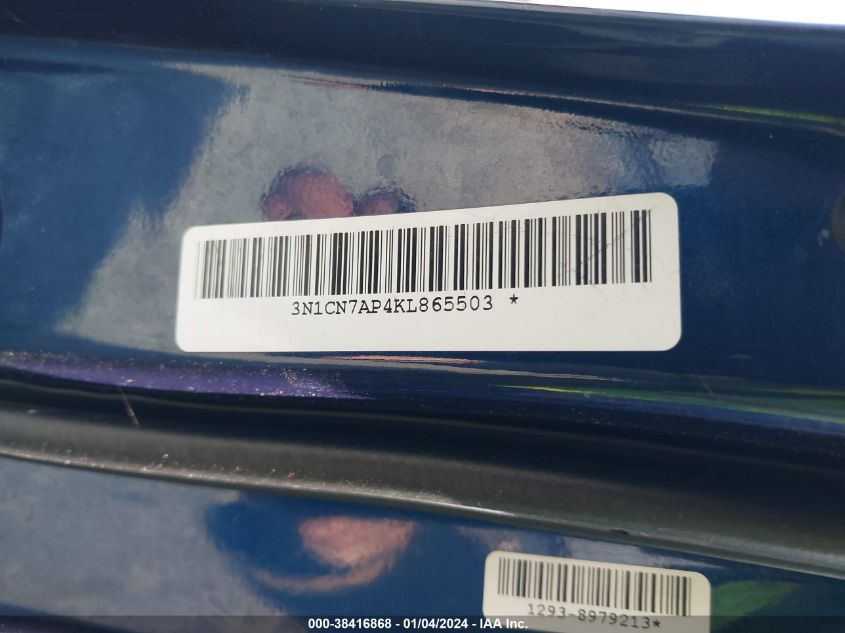 3N1CN7AP4KL865503 *
1293-8979213*
000-38416868 - 01/04/2024 - IAA Inc.